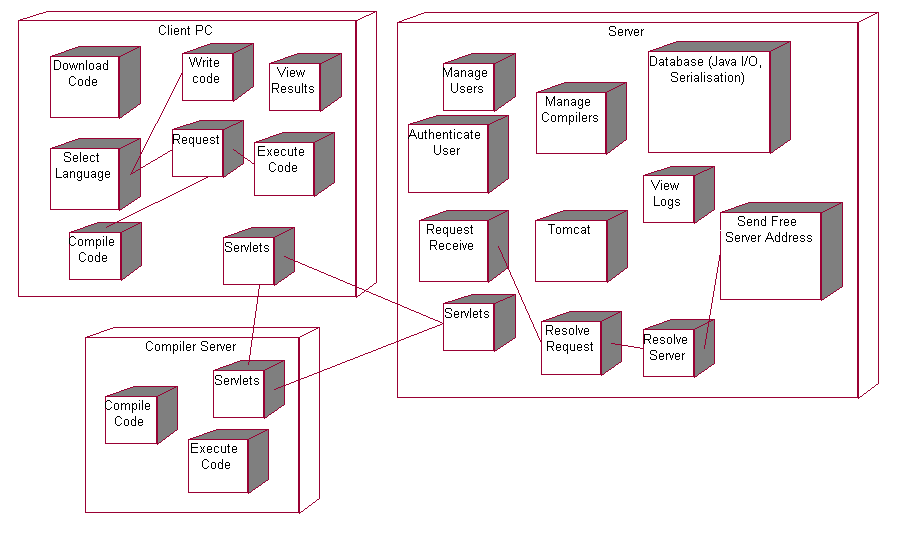 Client PC
Download
Code
Write
code
View
Results
Select
Language
Request
Execute
Code
Compile
Code
Servlets
Server
Manage
Users
Manage
Compilers
Database (Java I/O,
Serialisation)
Authenticate
User
View
Logs
Request
Receive
Tomcat
Send Free
Server Address
Servlets
Resolve
Request
Resolve
Server
Compiler Server
Servlets
Compile
Code
Execute
Code